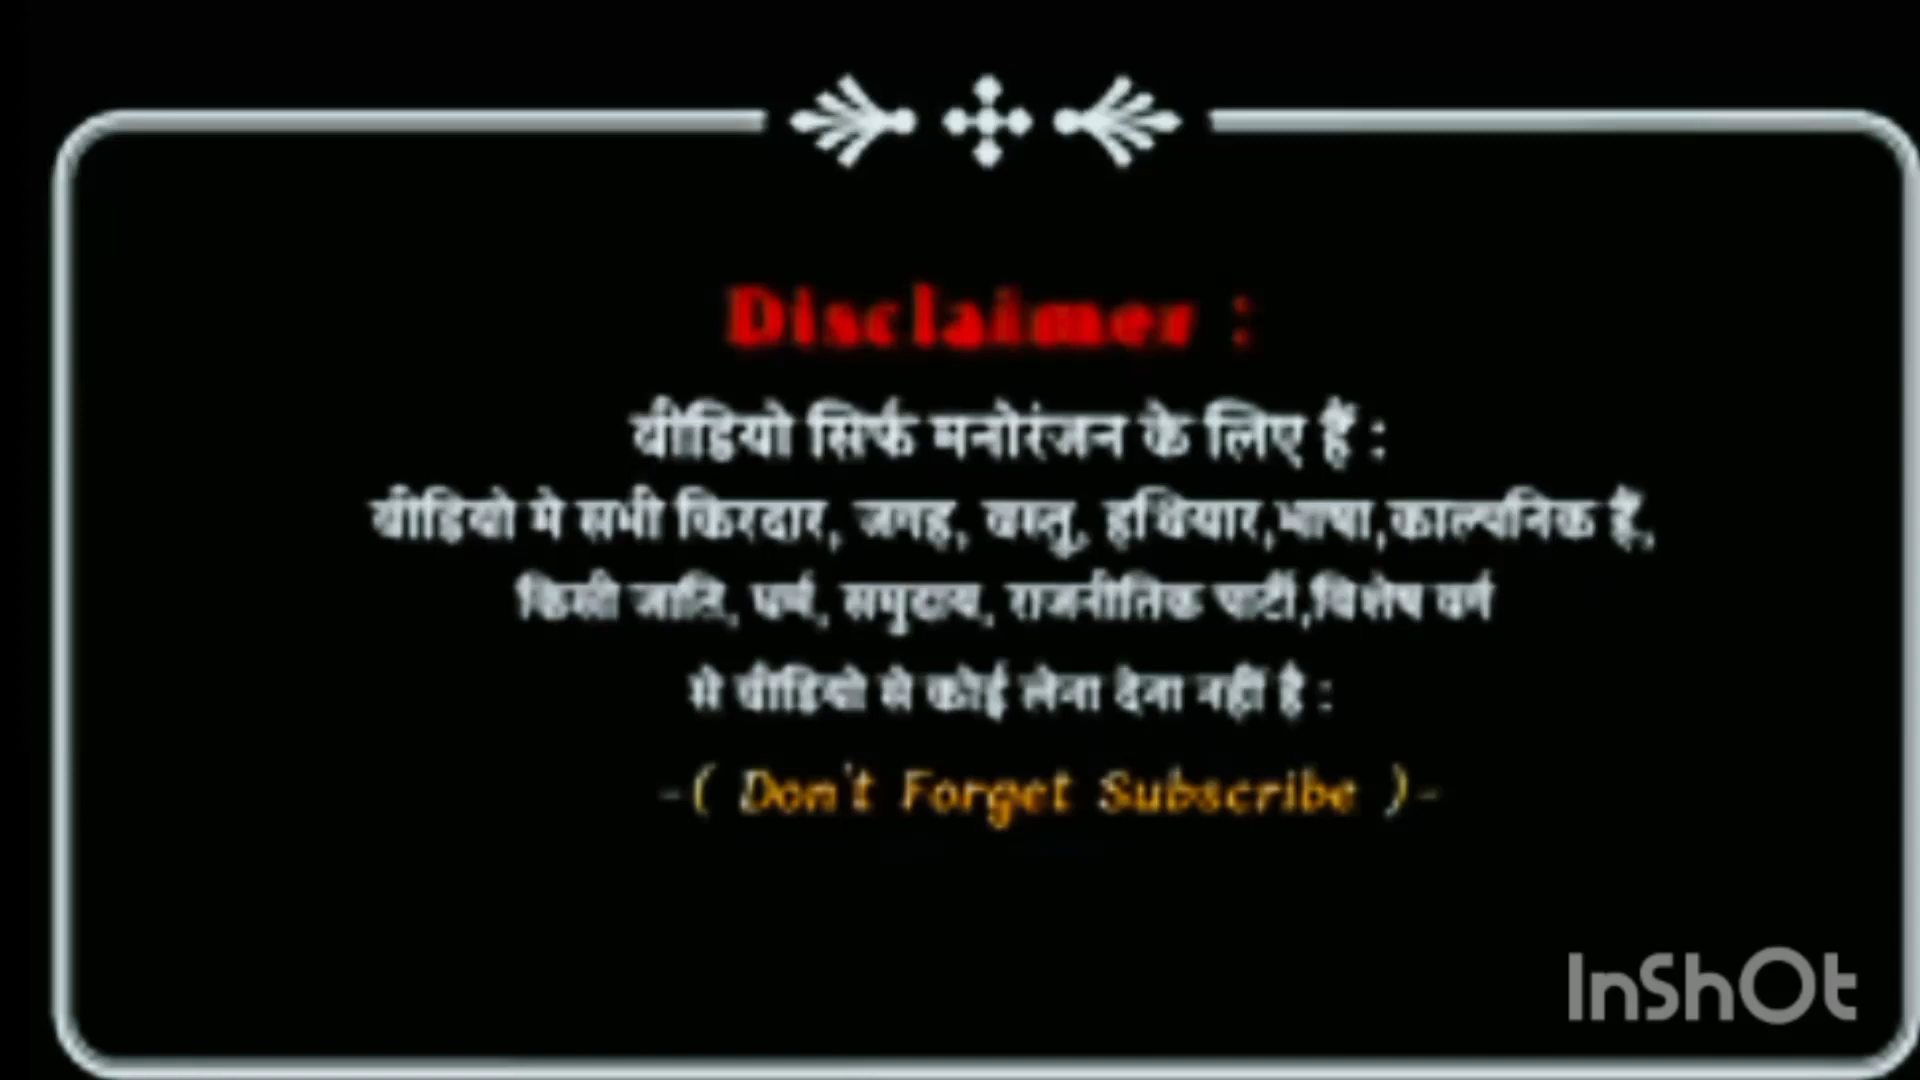 Disclaimer :
वीडियो सिर्फ मनोरंजन के लिए हैं :
वीडियो मे सभी किरदार, जगह, वस्तु, हथियार,भाषा,काल्पनिक हैं,
किसी जाति, धर्म, समुदाय, राजनीतिक पार्टी,विशेष वर्ग
से वीडियो से कोई लेना देना नहीं है :
-( Don't Forget Subscribe )-
InShOt